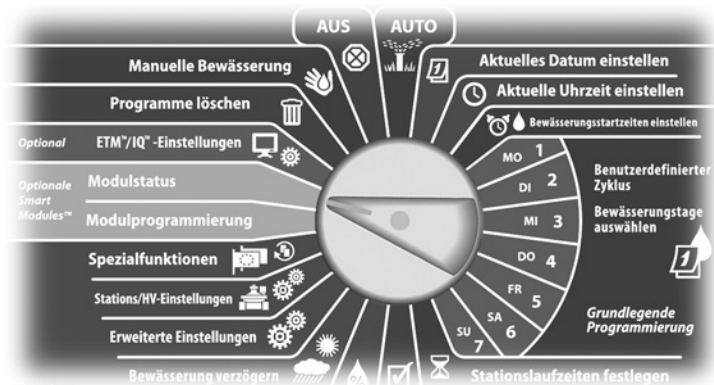 AUS
AUTO
Manuelle Bewässerung
Programme löschen
Optional
ETM™/IQ™ -Einstellungen
Optionale
Smart
Modules™
Modulstatus
Modulprogrammierung
Spezialfunktionen
Stations/HV-Einstellungen
Erweiterte Einstellungen
Bewässerung verzögern
Aktuelles Datum einstellen
Aktuelle Uhrzeit einstellen
Bewässerungsstartzeiten einstellen
MO 1
DI 2
MI 3
DO 4
FR 5
SA 6
SU 7
Benutzerdefinierter
Zyklus
Bewässerungstage
auswählen
1
Grundlegende
Programmierung
Stationslaufzeiten festlegen
1
%